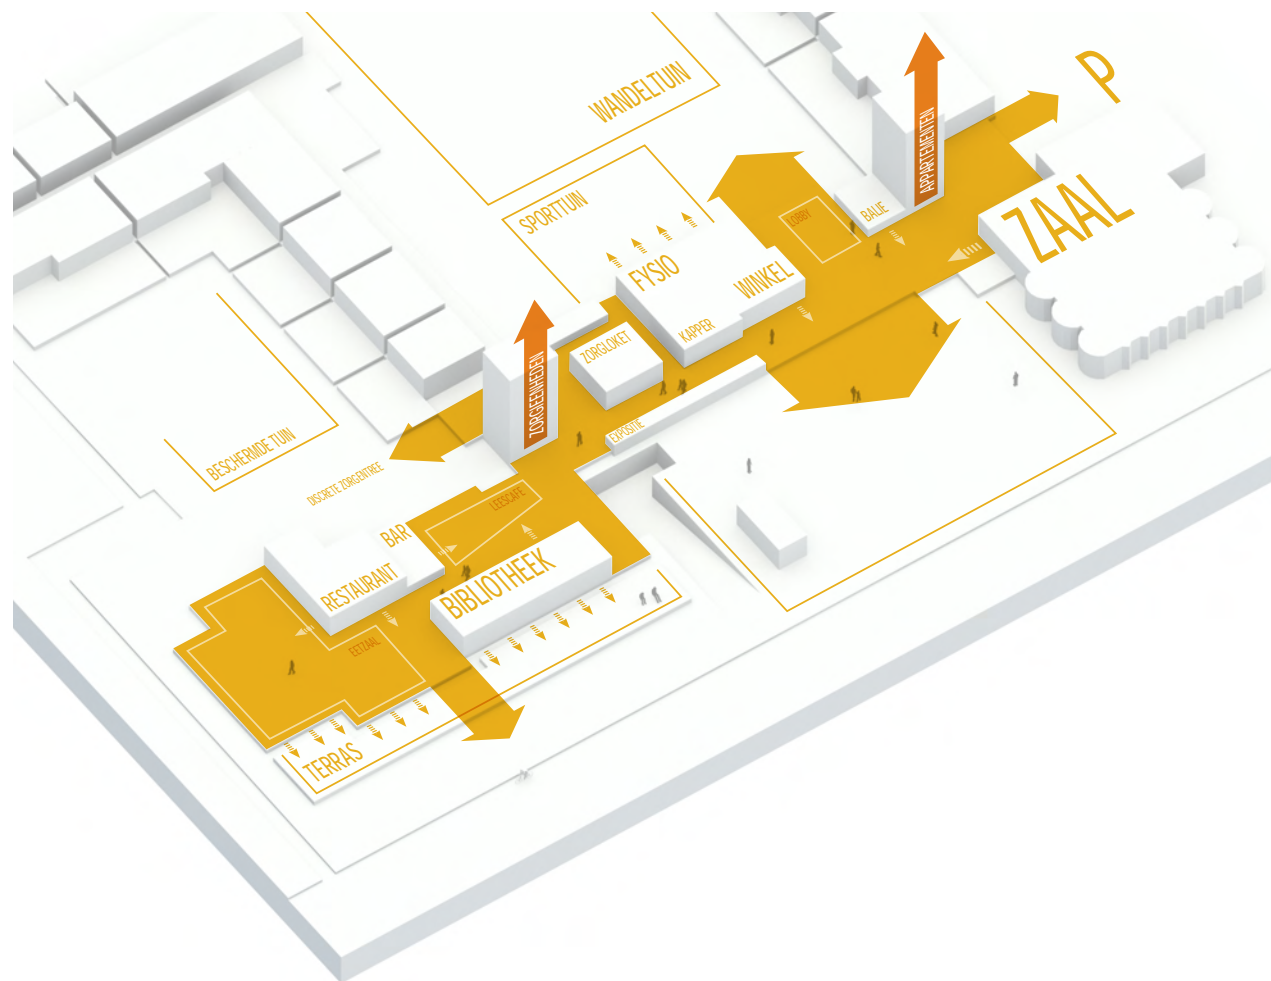 P
WANDELTUIN
APPARTEMENTEN
SPORTTUIN
LOBBY
BALIE
ZAAL
FYSIO
WINKEL
KAPPER
ZORGLOKET
ZORGIEENHEDEN
EXPOSITIE
BESCHERMDE TUIN
DISCRETE ZORGENTREE
LEESCAFE
BAR
RESTAURANT
BIBLIOTHEEK
EETZAAL
TERRAS